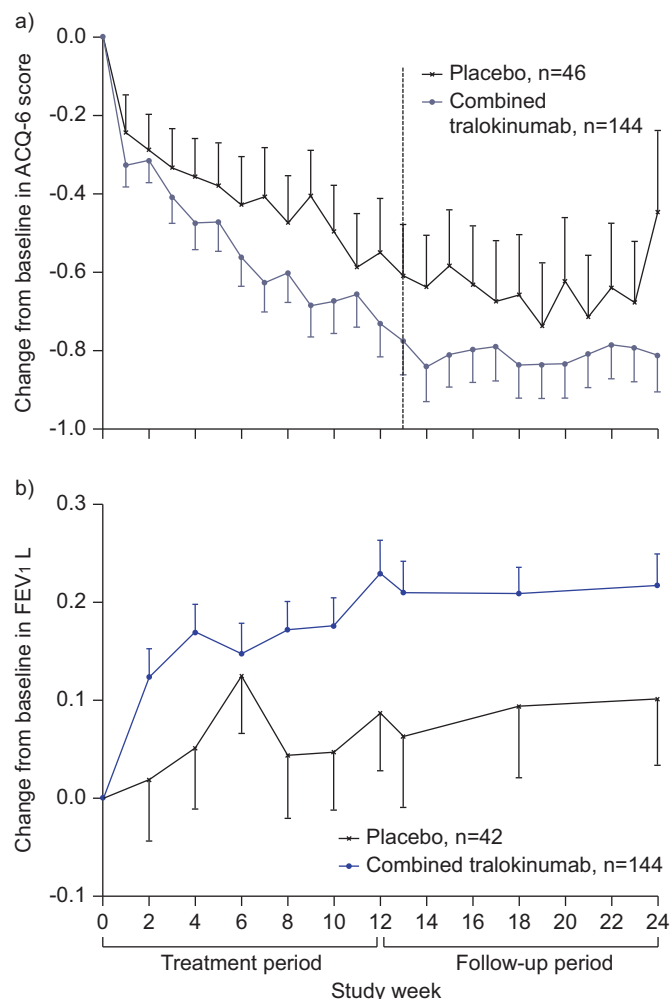 a)
0.0
-0.2
-0.4
-0.6
-0.8
-1.0
Change from baseline in ACQ-6 score
Placebo, n=46
Combined
tralokinumab, n=144
b)
0.3
0.2
0.1
0.0
-0.1
Change from baseline in FEV1 L
Placebo, n=42
Combined tralokinumab, n=144
0 2 4 6 8 10 12 14 16 18 20 22 24
Treatment period Follow-up period
Study week